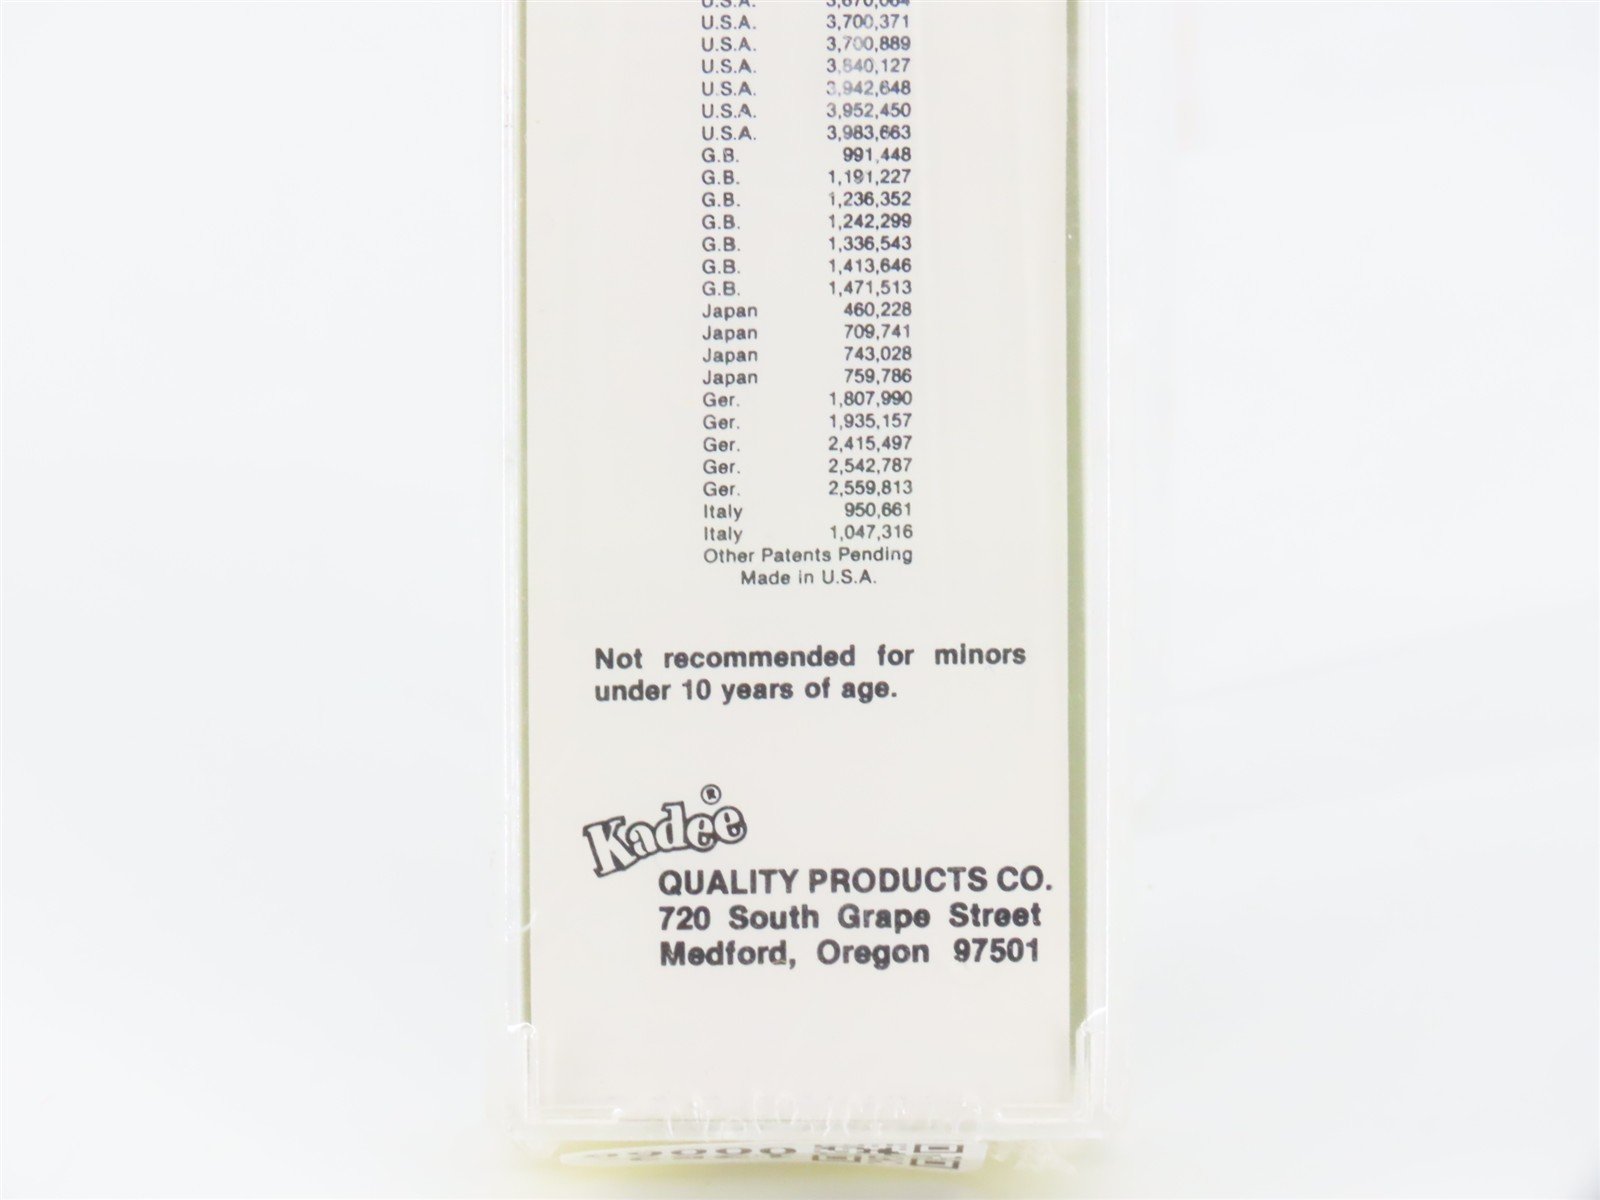 U.S.A. 3,670,064
U.S.A. 3,700,371
U.S.A. 3,700,889
U.S.A. 3,840,127
U.S.A. 3,942,648
U.S.A. 3,952,450
U.S.A. 3,983,663
G.B. 991,448
G.B. 1,191,227
G.B. 1,236,352
G.B. 1,242,299
G.B. 1,336,543
G.B. 1,413,646
G.B. 1,471,513
Japan 460,228
Japan 709,741
Japan 743,028
Japan 759,786
Ger. 1,807,990
Ger. 1,935,157
Ger. 2,415,497
Ger. 2,542,787
Ger. 2,559,813
Italy 950,661
Italy 1,047,316
Other Patents Pending
Made in U.S.A.
Not recommended for minors
under 10 years of age.
Kadee®
QUALITY PRODUCTS CO.
720 South Grape Street
Medford, Oregon 97501